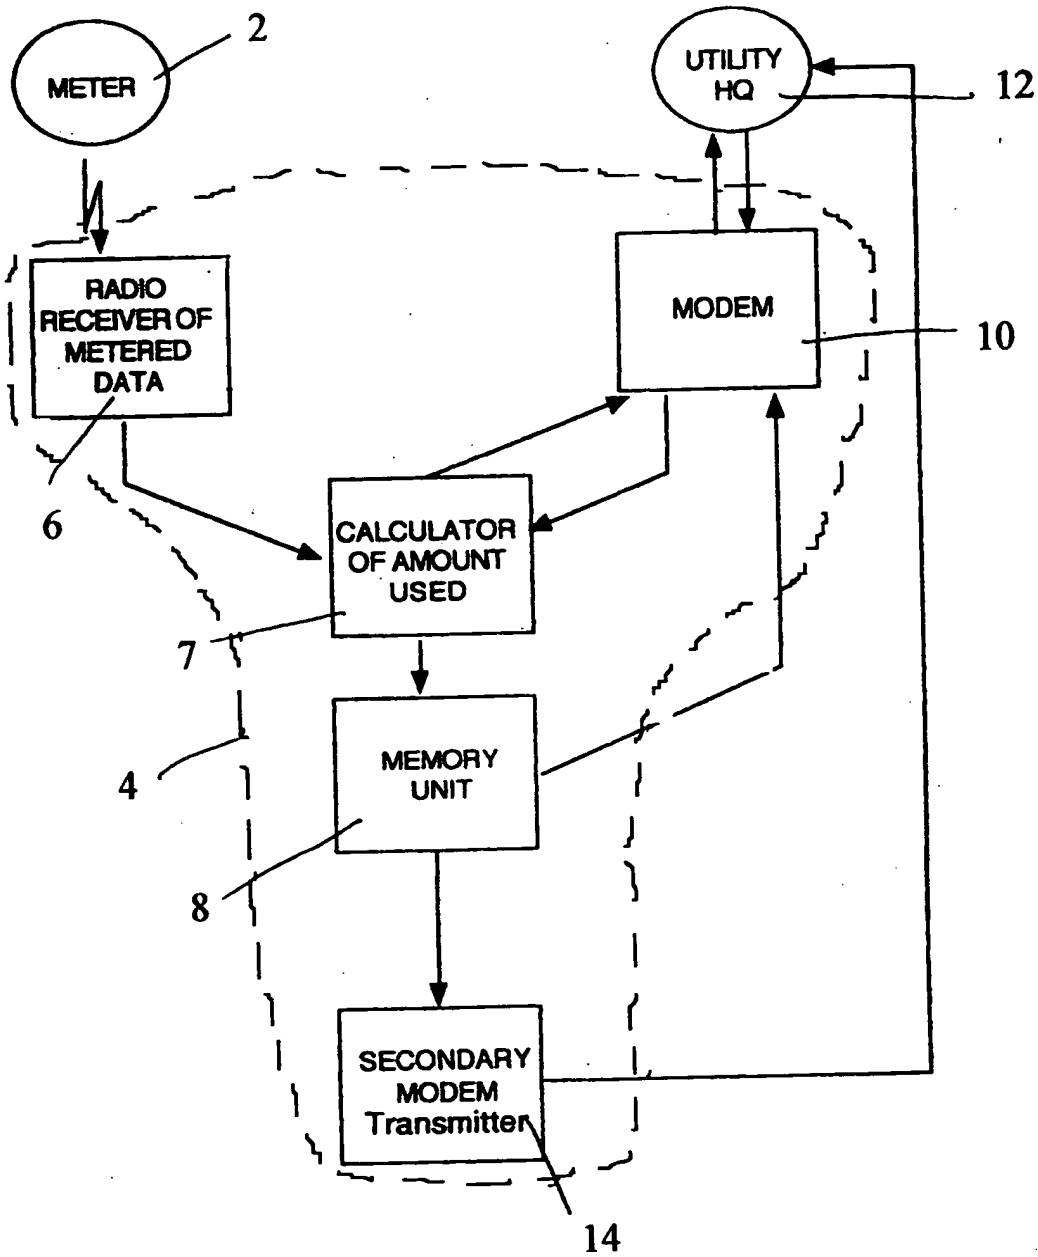 2
METER
UTILITY
HQ
12
RADIO
RECEIVER OF
METERED
DATA
MODEM
10
6
CALCULATOR
OF AMOUNT
USED
7
MEMORY
UNIT
4
8
SECONDARY
MODEM
Transmitter
14